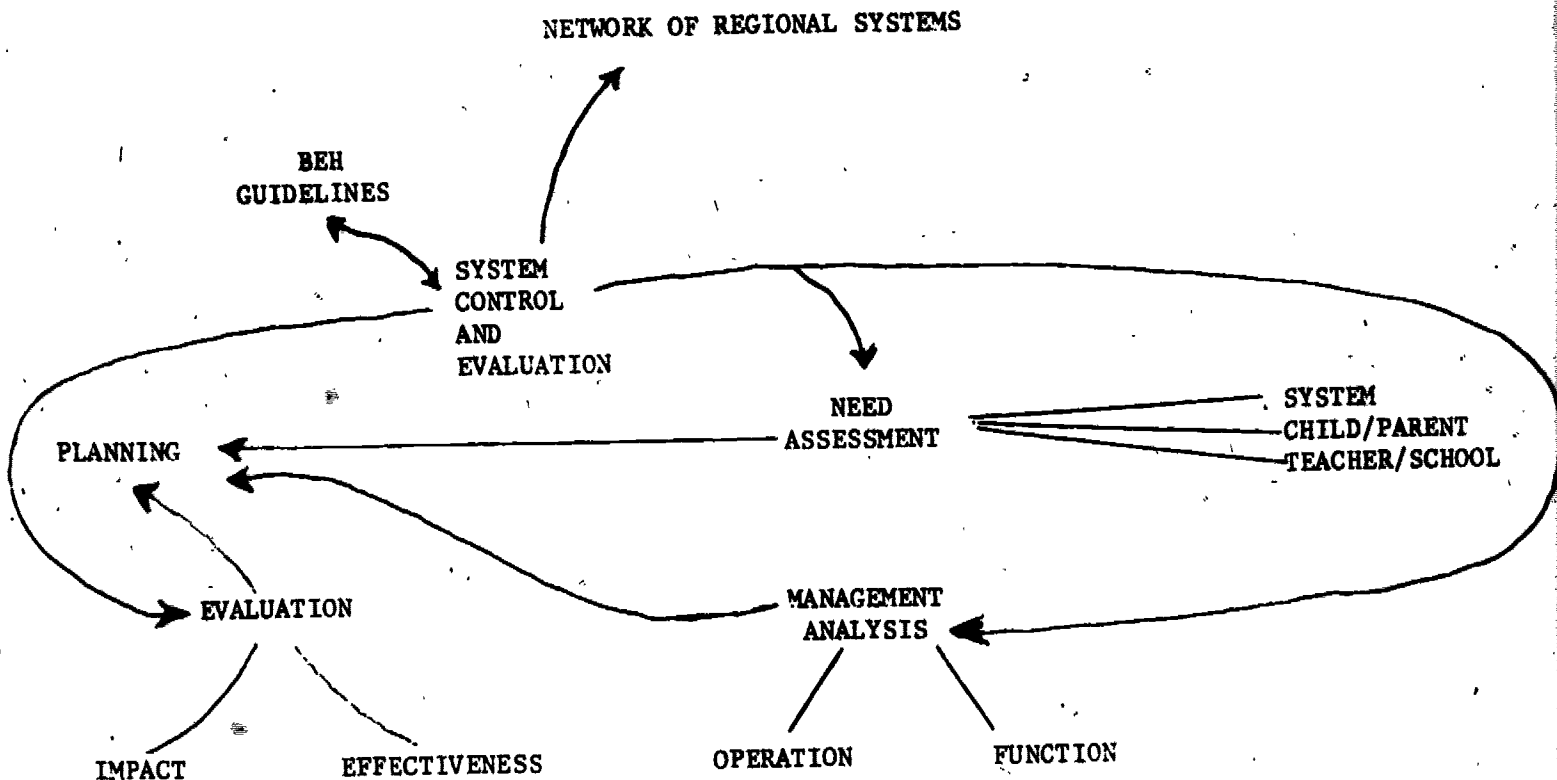 NETWORK OF REGIONAL SYSTEMS
BEH
GUIDELINES
SYSTEM
CONTROL
AND
EVALUATION
NEED
ASSESSMENT
SYSTEM
CHILD/PARENT
TEACHER/SCHOOL
PLANNING
EVALUATION
MANAGEMENT
ANALYSIS
IMPACT
EFFECTIVENESS
OPERATION
FUNCTION